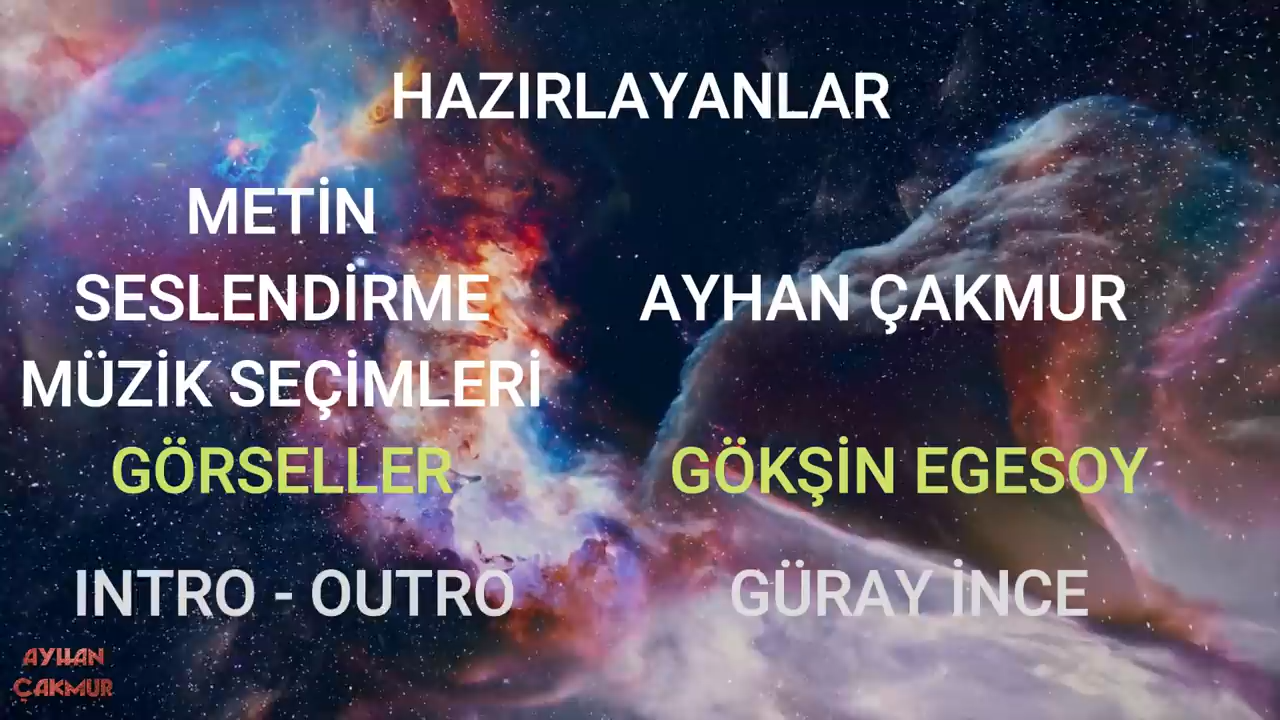 HAZIRLAYANLAR
METİN
SESLENDİRME AYHAN ÇAKMUR
MÜZİK SEÇİMLERİ
GÖRSELLER GÖKŞİN EGESOY
INTRO - OUTRO GÜRAY İNCE
AYHAN
ÇAKMUR